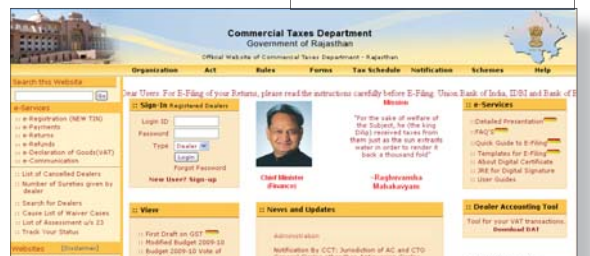 Commercial Taxes Department
Government of Rajasthan
Official Website of Commercial Taxes Department - Rajasthan
Organization Act Rules Forms Tax Schedule Notification Schemes Help
Search this Website
Go
Dear Users For E-Filing of your Returns, please read the instructions carefully before E-Filing. Union Bank of India, IDBI and Bank of B
e-Services
e-Registration (NEW TIN)
e-Payments
e-Returns
e-Refunds
e-Declaration of Goods(VAT)
e-Communication
List of Cancelled Dealers
Number of Sureties given by
dealer
Search for Dealers
Cause List of Waiver Cases
List of Assessment u/s 23
Track Your Status
Websites [Disclaimer]
:: Sign-In Registered Dealers
Login ID
Password
Type Dealer
Login
Forgot Password
New User? Sign-up
Chief Minister
(Finance)
Mission
"For the sake of welfare of
the Subject, he (the king
Dilip) received taxes from
them just as the sun extracts
water in order to render it
back a thousand fold"
-Raghuvansha
Mahakavyam
:: e-Services
::Detailed Presentation
::FAQ'S
::Quick Guide to E-Filing
:: Templates for E-Filing
:: About Digital Certificate
:: JRE for Digital Signature
:: User Guides
:: View
:: First Draft on GST
:: Modified Budget 2009-10
:: Budget 2009-10 Vote of
:: News and Updates
Administration
Notification By CCT: Jurisdiction of AC and CTO
:: Dealer Accounting Tool
Tool for your VAT transactions.
Download DAT